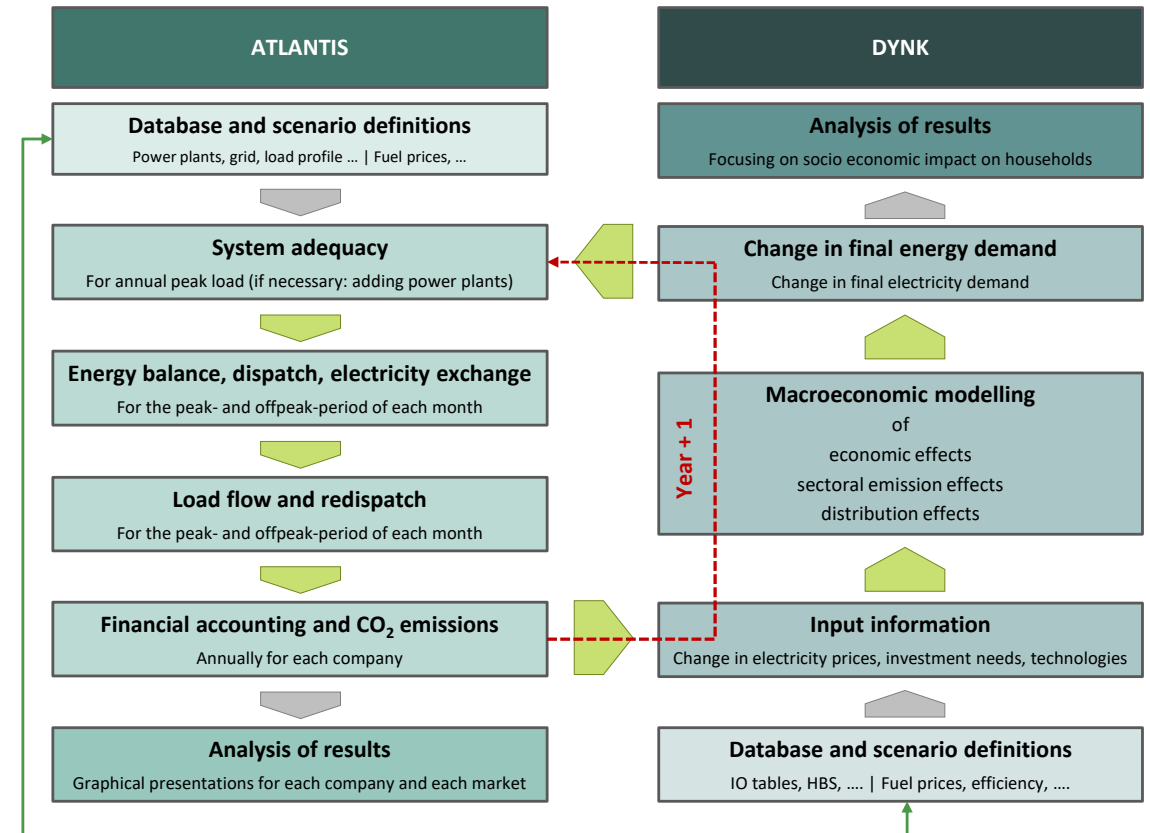 ATLANTIS
Database and scenario definitions
Power plants, grid, load profile … | Fuel prices, …
System adequacy
For annual peak load (if necessary: adding power plants)
Energy balance, dispatch, electricity exchange
For the peak- and offpeak-period of each month
Load flow and redispatch
For the peak- and offpeak-period of each month
Financial accounting and CO₂ emissions
Annually for each company
Analysis of results
Graphical presentations for each company and each market
Year + 1
DYNK
Analysis of results
Focusing on socio economic impact on households
Change in final energy demand
Change in final electricity demand
Macroeconomic modelling
of
economic effects
sectoral emission effects
distribution effects
Input information
Change in electricity prices, investment needs, technologies
Database and scenario definitions
IO tables, HBS, …. | Fuel prices, efficiency, ….